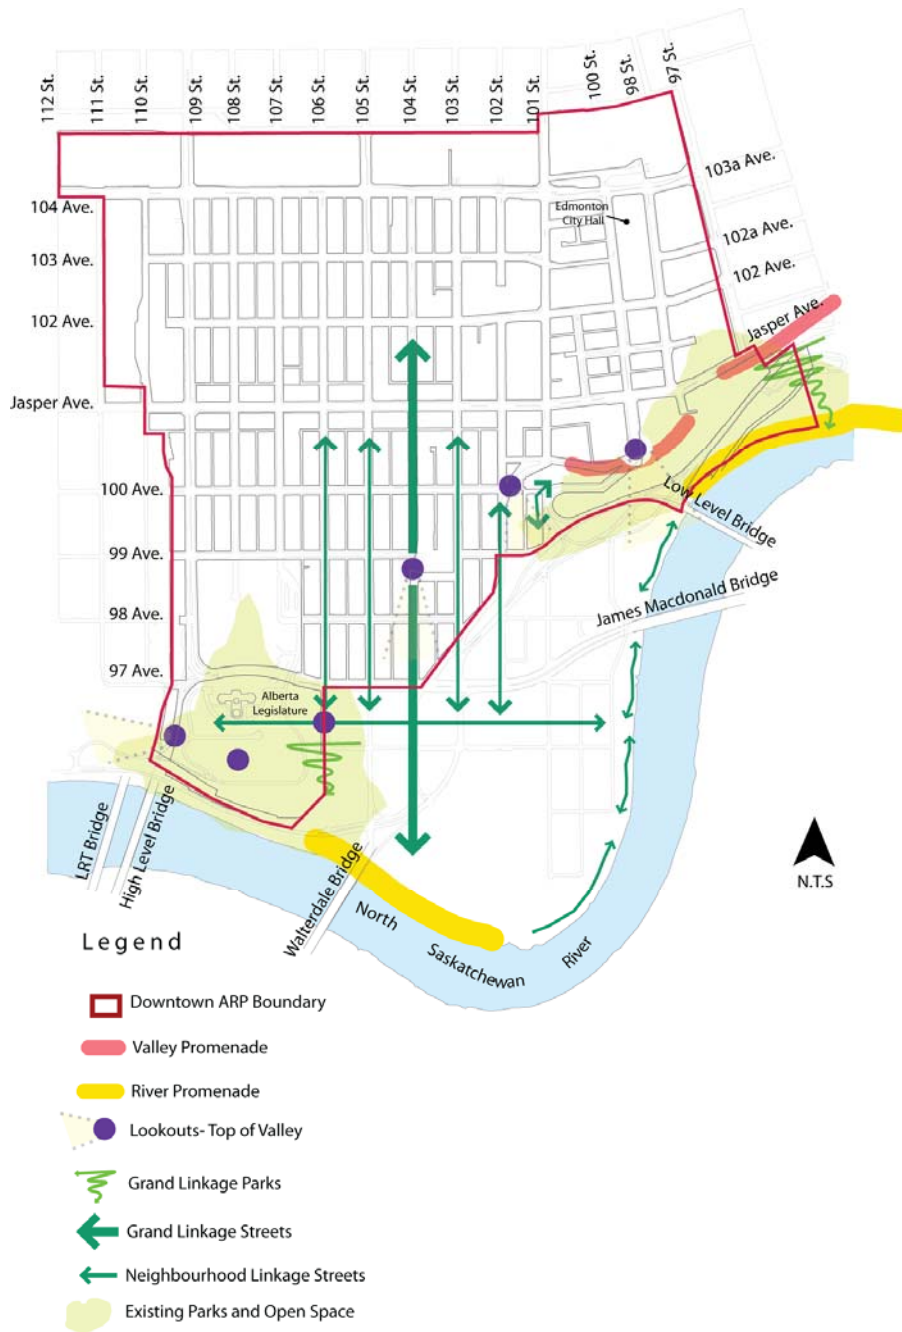 112 St.
111 St.
110 St.
109 St.
108 St.
107 St.
106 St.
105 St.
104 St.
103 St.
102 St.
101 St.
100 St.
98 St.
97 St.
103a Ave.
104 Ave.
Edmonton
City Hall
102a Ave.
103 Ave.
102 Ave.
102 Ave.
Jasper Ave.
Jasper Ave.
100 Ave.
Low Level Bridge
99 Ave.
James Macdonald Bridge
98 Ave.
97 Ave.
Alberta
Legislature
LRT Bridge
High Level Bridge
Walterdale Bridge
N.T.S
North
Saskatchewan
River
Legend
Downtown ARP Boundary
Valley Promenade
River Promenade
Lookouts- Top of Valley
Grand Linkage Parks
Grand Linkage Streets
Neighbourhood Linkage Streets
Existing Parks and Open Space